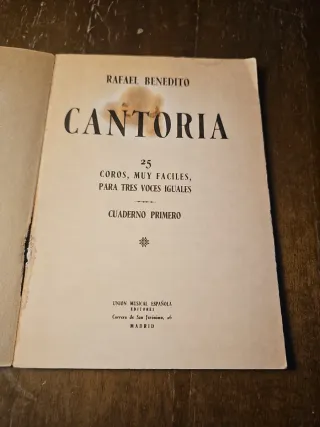 RAFAEL BENEDITO
CANTORIA
25
COROS, MUY FACILES,
PARA TRES VOCES IGUALES
CUADERNO PRIMERO
UNION MUSICAL ESPAÑOLA
EDITORES
Carrera de San Jerónimo, 26
MADRID